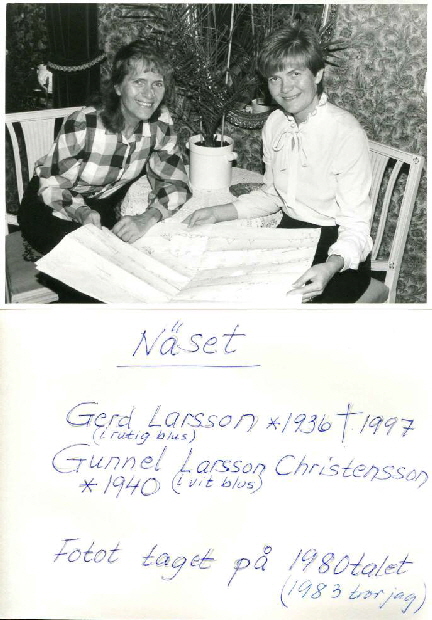 Näset
Gerd Larsson *1936 † 1997
(i rutig blus)
Gunnel Larsson Christensson
*1940 (i vit blus)
Fotot taget på 1980talet
(1983 tror jag)